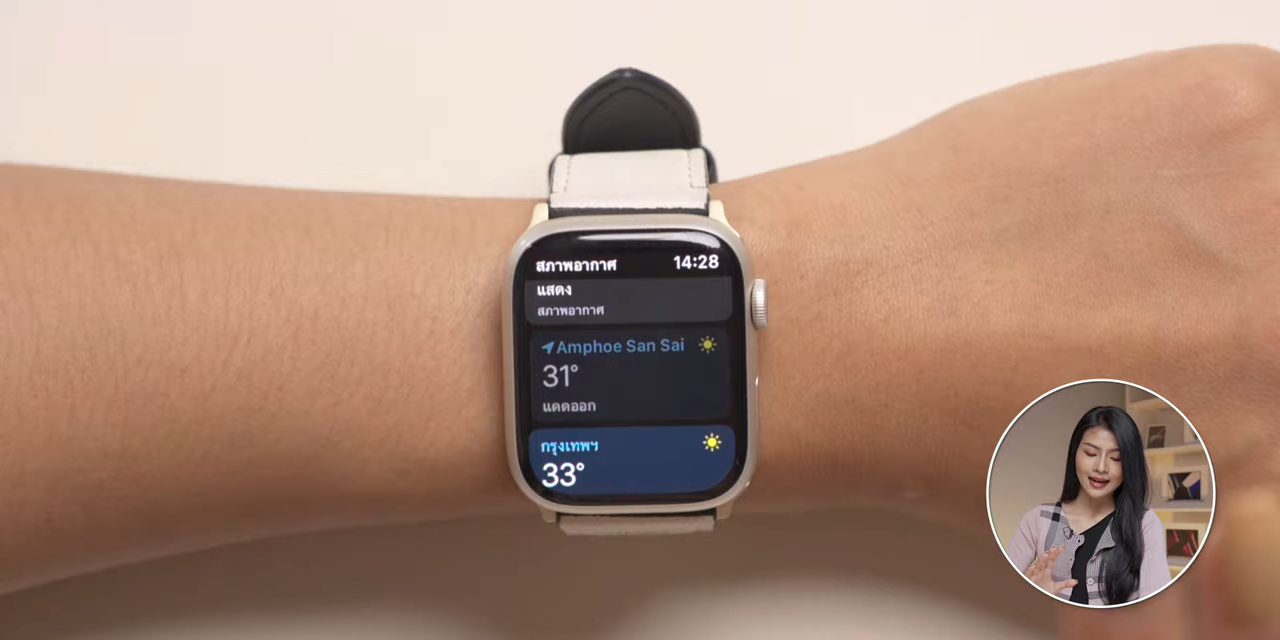 สภาพอากาศ 14:28
แสดง
สภาพอากาศ
Amphoe San Sai
31°
แดดออก
กรุงเทพฯ
33°